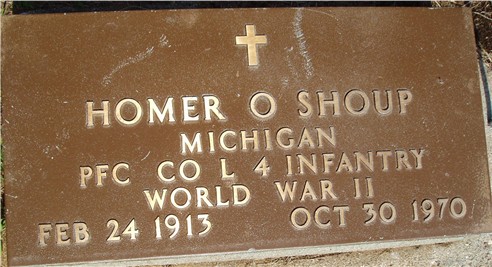 HOMER O SHOUP
MICHIGAN
PFC CO L 4 INFANTRY
WORLD WAR II
FEB 24 1913 OCT 30 1970